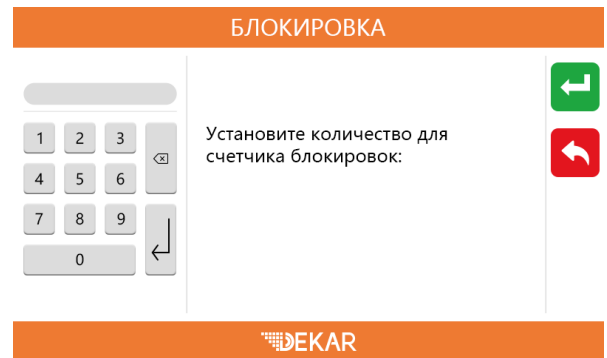 БЛОКИРОВКА
1 2 3
4 5 6
7 8 9
0
Установите количество для
счетчика блокировок:
DEKAR